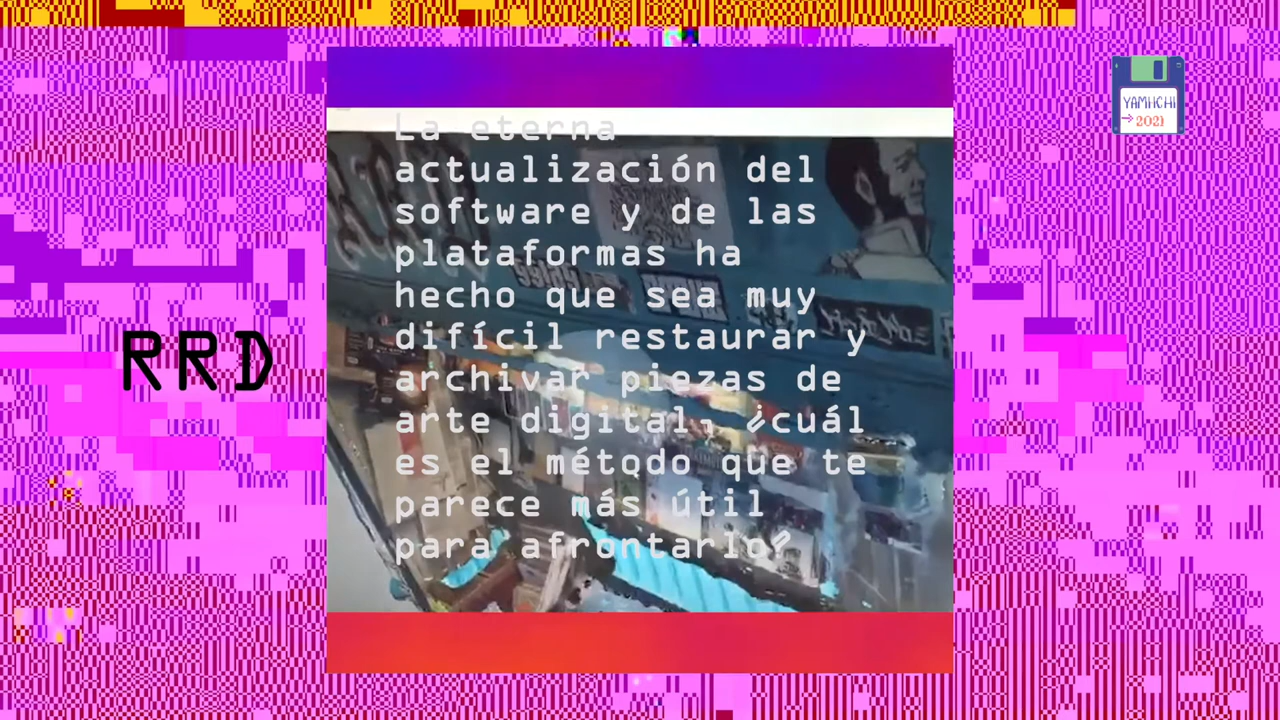 YAMHCHI
2021
La eterna
actualización del
software y de las
plataformas ha
hecho que sea muy
difícil restaurar y
archivar piezas de
arte digital, ¿cuál
es el método que te
parece más útil
para afrontarlo?
RRD